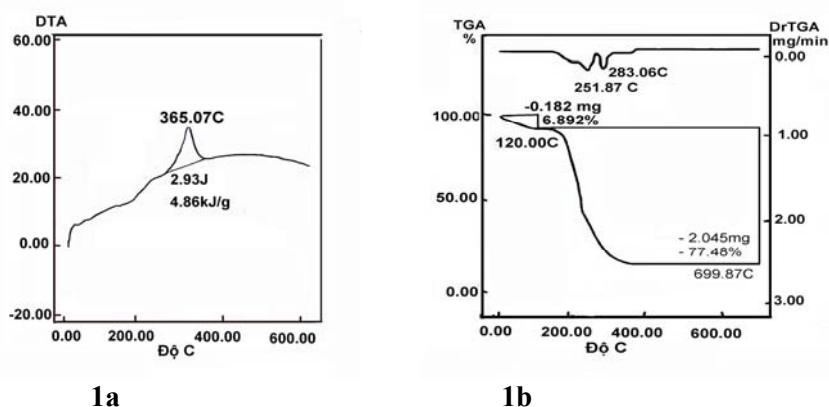 DTA
60.00
40.00
20.00
0.00
-20.00
365.07C
2.93J
4.86kJ/g
0.00
200.00
400.00
600.00
Độ C
1a
TGA
%
DrTGA
mg/min
0.00
283.06C
251.87 C
-0.182 mg
6.892%
100.00
120.00C
1.00
50.00
2.00
- 2.045mg
- 77.48%
699.87C
0.00
3.00
0.00
200.00
400.00
600.00
Độ C
1b